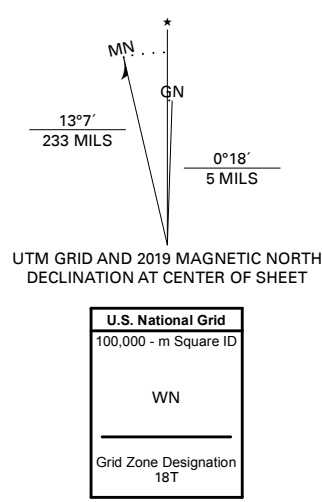 ★
MN
GN
13°7´
233 MILS
0°18´
5 MILS
UTM GRID AND 2019 MAGNETIC NORTH
DECLINATION AT CENTER OF SHEET
U.S. National Grid
100,000 - m Square ID
WN
Grid Zone Designation
18T